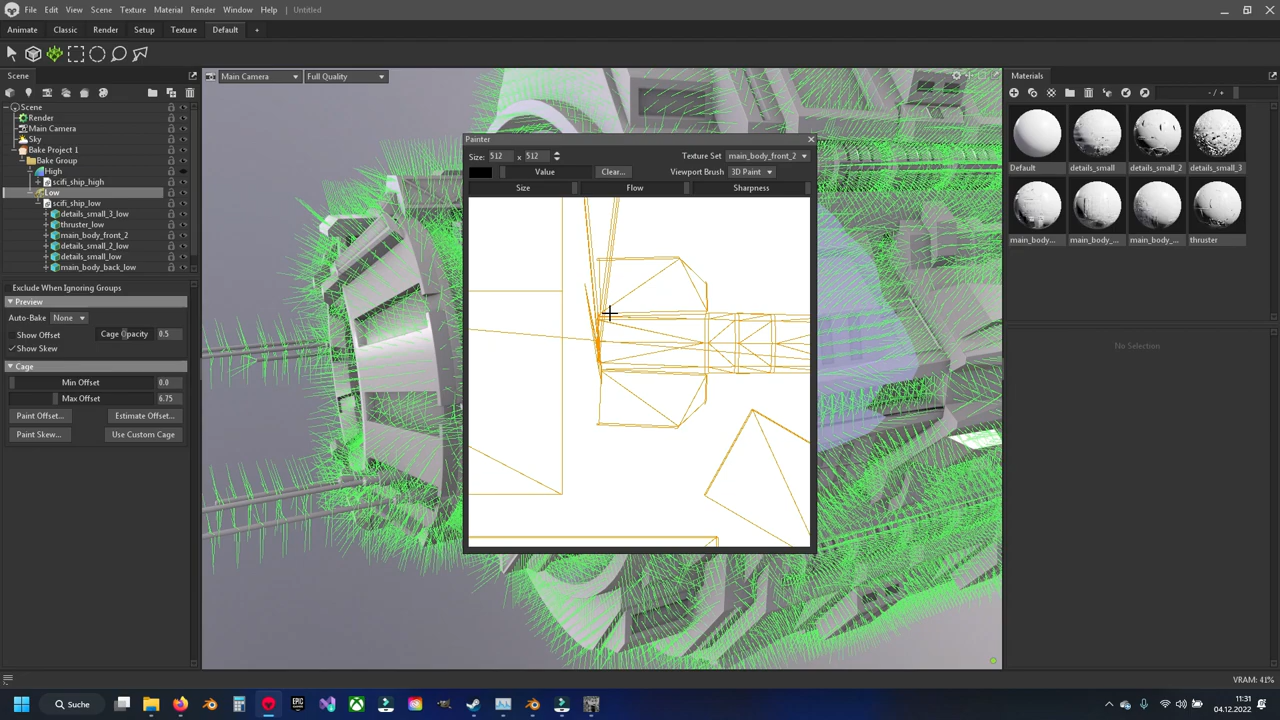 File Edit Scene Texture Material Render Window Help Untitled
Animate Classic Render Setup Texture Default +
Scene
Main Camera Full Quality
Materials
- / +
Scene
Render
Main Camera
Sky
Bake Project 1
Bake Group
High
scifi_ship_high
Low
scifi_ship_low
details_small_3_low
thruster_low
main_body_front_2
details_small_2_low
details_small_low
main_body_back_low
Exclude When Ignoring Groups
Preview
Auto-Bake None
Show Offset Cage Opacity 0.5
Show Skew
Cage
Min Offset 0.0
Max Offset 6.75
Paint Offset... Estimate Offset...
Paint Skew... Use Custom Cage
Painter
Size: 512 x 512 Texture Set main_body_front_2
Value Clear... Viewport Brush 3D Paint
Size Flow Sharpness
Default details_small details_small_2 details_small_3
main_body... main_body_... main_body_... thruster
No Selection
VRAM: 41%
Suche
EPIC
11:31
04.12.2022